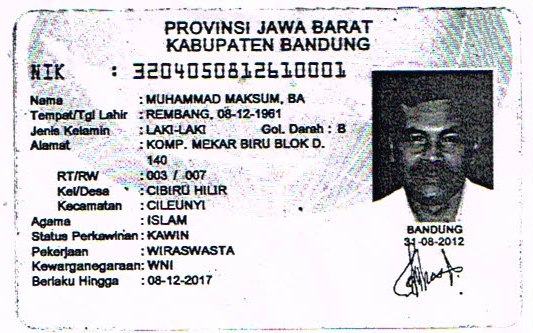 PROVINSI JAWA BARAT
KABUPATEN BANDUNG
NIK : 3204050812610001
Nama : MUHAMMAD MAKSUM, BA
Tempat/Tgl Lahir : REMBANG, 08-12-1961
Jenis Kelamin : LAKI-LAKI Gol. Darah : B
Alamat : KOMP. MEKAR BIRU BLOK D.
140
RT/RW : 003 / 007
Kel/Desa : CIBIRU HILIR
Kecamatan : CILEUNYI
Agama : ISLAM
Status Perkawinan : KAWIN
Pekerjaan : WIRASWASTA
Kewarganegaraan : WNI
Berlaku Hingga : 08-12-2017
BANDUNG
31-08-2012